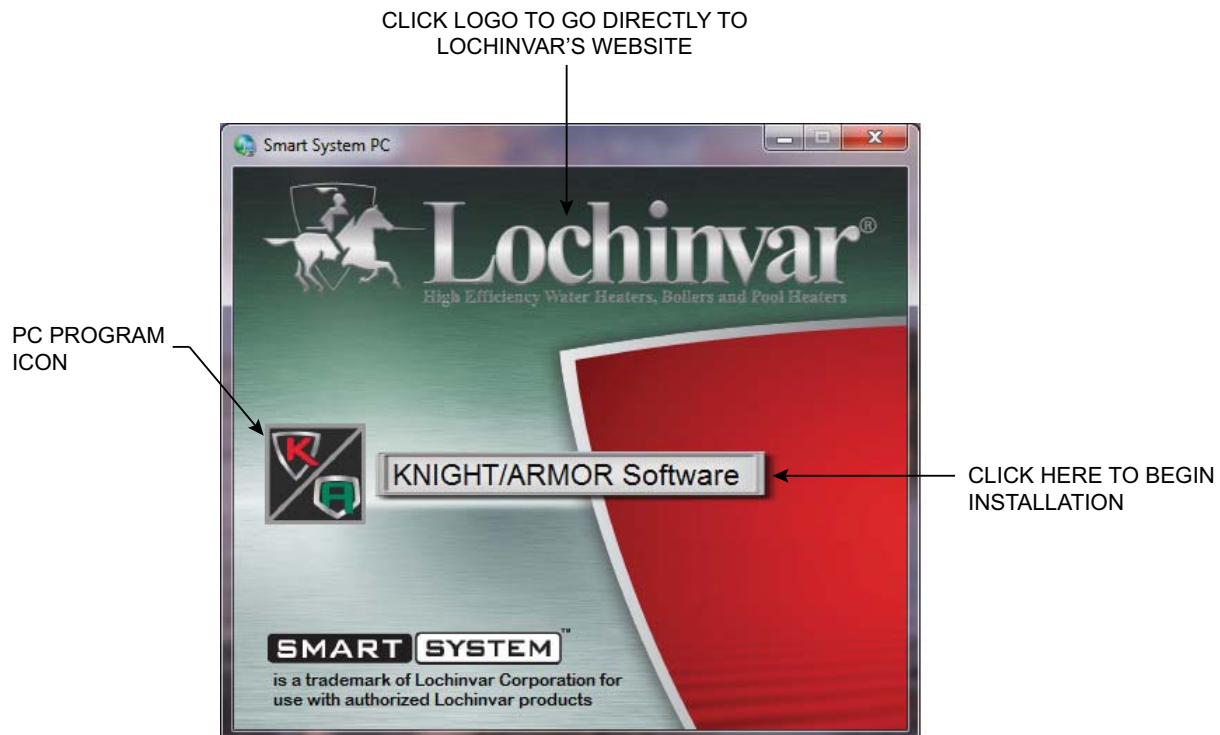 CLICK LOGO TO GO DIRECTLY TO
LOCHINVAR'S WEBSITE
Smart System PC
Lochinvar®
High Efficiency Water Heaters, Boilers and Pool Heaters
PC PROGRAM
ICON
K
A
KNIGHT/ARMOR Software
CLICK HERE TO BEGIN
INSTALLATION
SMART SYSTEM™
is a trademark of Lochinvar Corporation for
use with authorized Lochinvar products